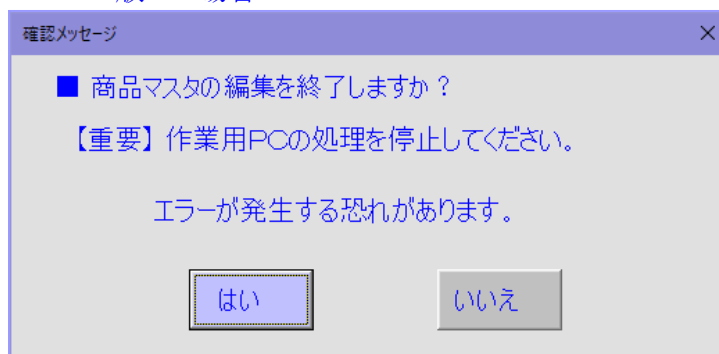 確認メッセージ
■ 商品マスタの編集を終了しますか？
【重要】作業用PCの処理を停止してください。
エラーが発生する恐れがあります。
はい
いいえ